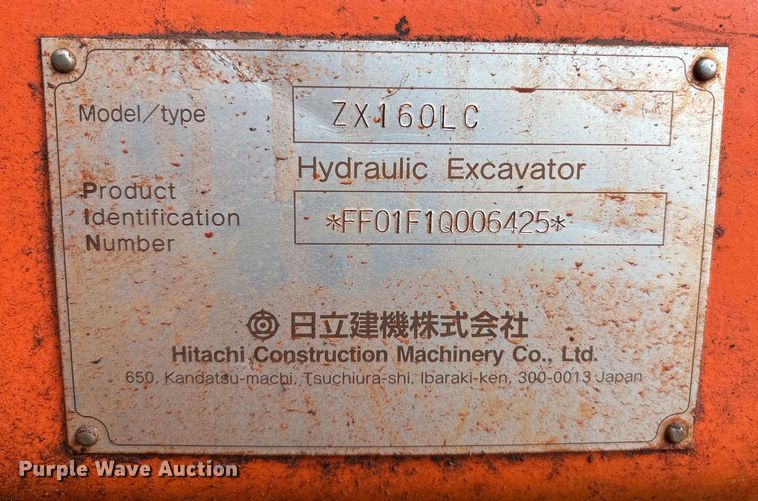 Model/type ZX160LC
Hydraulic Excavator
Product
Identification *FF01F1Q006425*
Number
日立建機株式会社
Hitachi Construction Machinery Co., Ltd.
650, Kandatsu-machi, Tsuchiura-shi, Ibaraki-ken, 300-0013 Japan
Purple Wave Auction